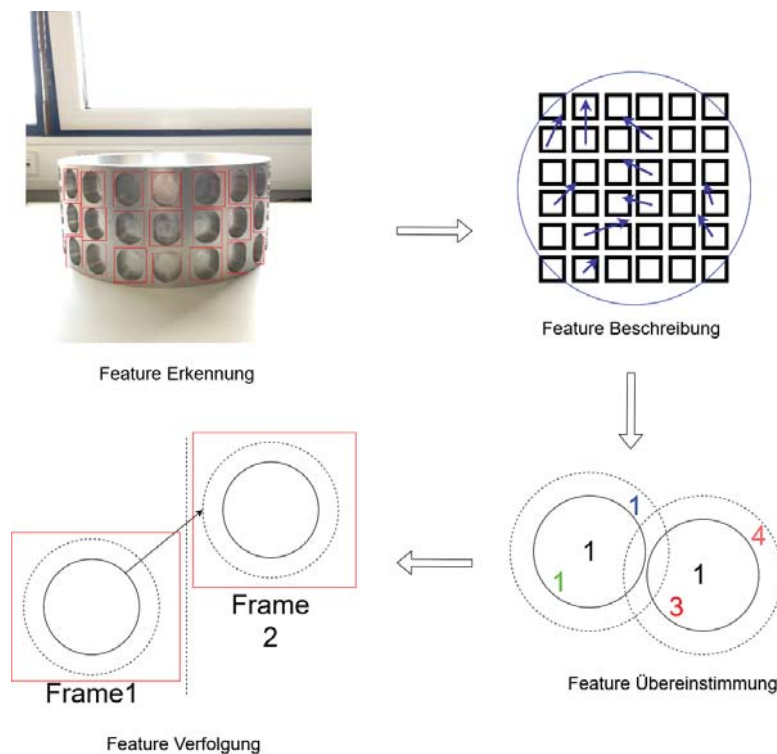 Feature Erkennung
Feature Beschreibung
1
4
1
1
1
3
Feature Übereinstimmung
Frame
2
Frame1
Feature Verfolgung